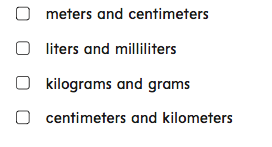 meters and centimeters
liters and milliliters
kilograms and grams
centimeters and kilometers